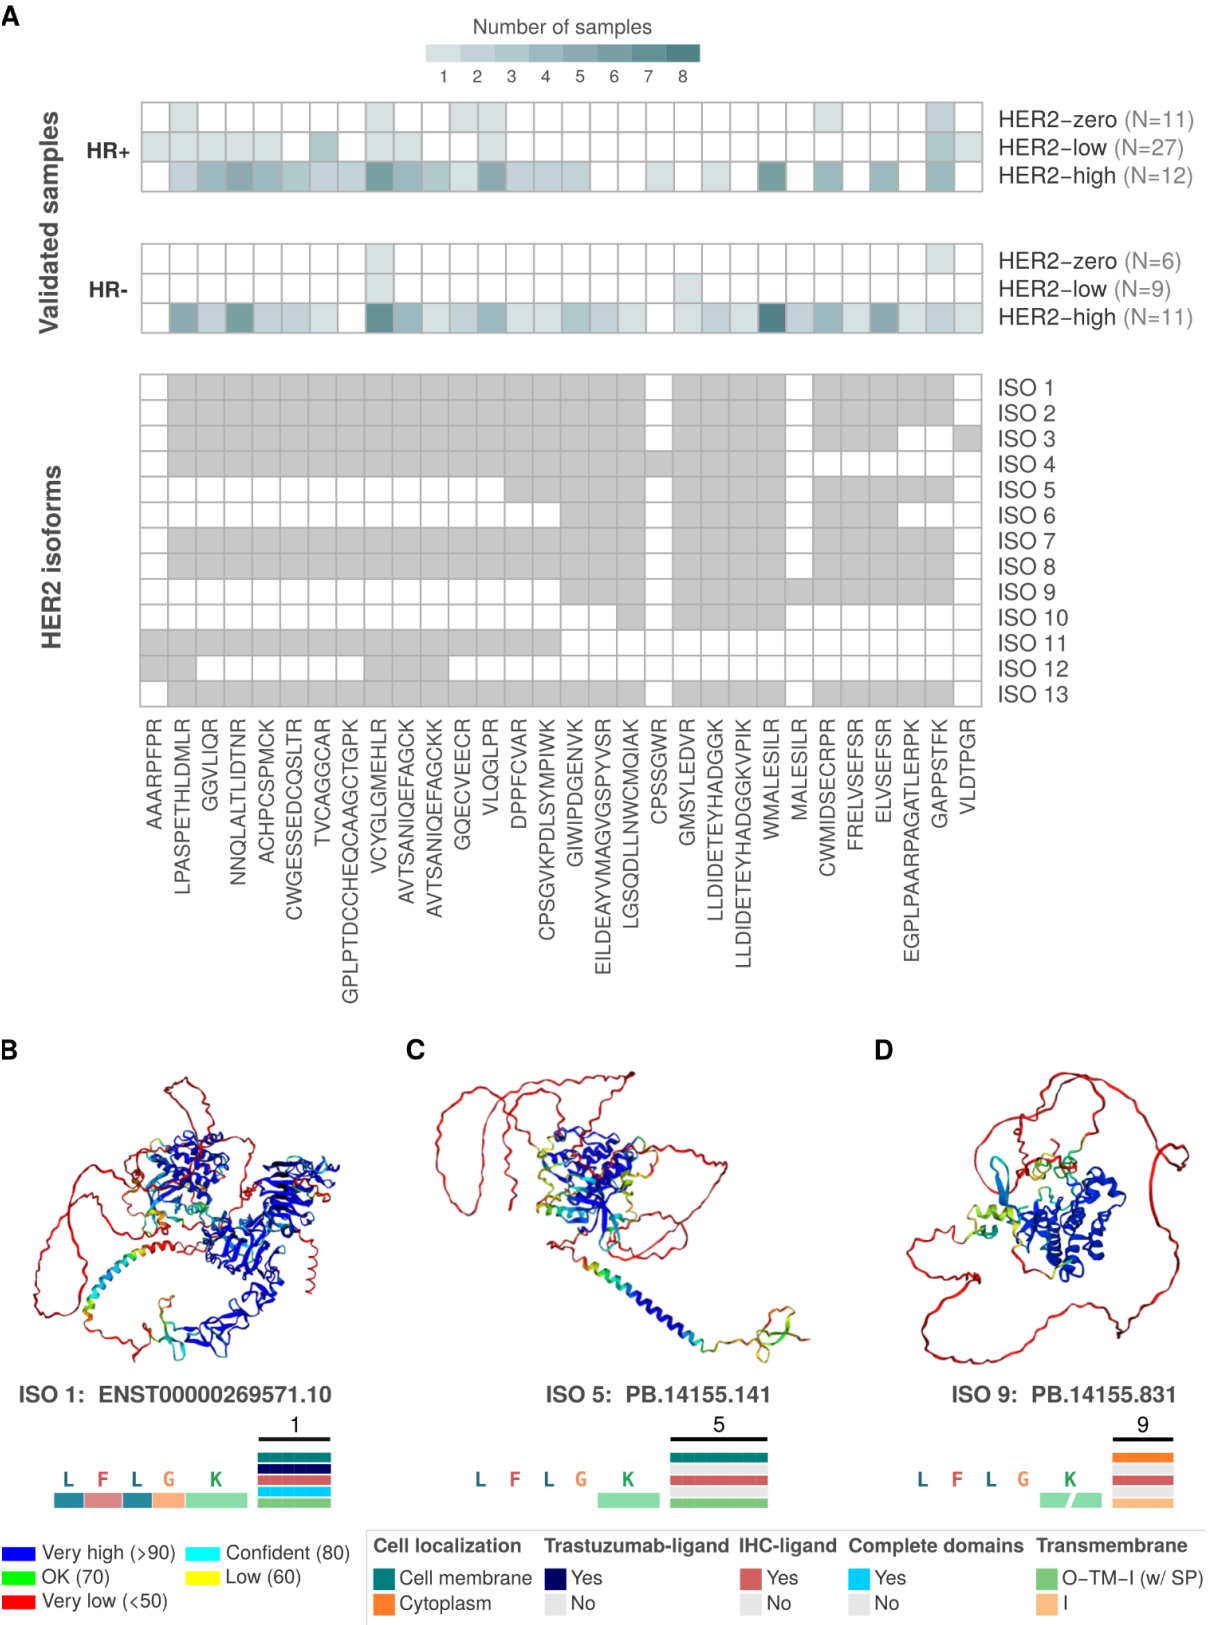 A
Number of samples
1 2 3 4 5 6 7 8
Validated samples
HR+
HER2−zero (N=11)
HER2−low (N=27)
HER2−high (N=12)
HR-
HER2−zero (N=6)
HER2−low (N=9)
HER2−high (N=11)
HER2 isoforms
ISO 1
ISO 2
ISO 3
ISO 4
ISO 5
ISO 6
ISO 7
ISO 8
ISO 9
ISO 10
ISO 11
ISO 12
ISO 13
AAARPFPR
LPASPETHLDMLR
GGVLIQR
NNQLALTLIDTNR
ACHPCSPMCK
CWGESSEDCQSLTR
TVCAGGCAR
GPLPTDCCHEQCAAGCTGPK
VCYGLGMEHLR
AVTSANIQEFAGCK
AVTSANIQEFAGCKK
GQECVEECR
VLQGLPR
DPPFCVAR
CPSGVKPDLSYMPIWK
GIWIPDGENVK
EILDEAYVMAGVGSPYVSR
LGSQDLLNWCMQIAK
CPSSGWR
GMSYLEDVR
LLDIDETEYHADGGK
LLDIDETEYHADGGKVPIK
WMALESILR
MALESILR
CWMIDSECRPR
FRELVSEFSR
ELVSEFSR
EGPLPAARPAGATLERPK
GAPPSTFK
VLDTPGR
B
C
D
ISO 1: ENST00000269571.10
ISO 5: PB.14155.141
ISO 9: PB.14155.831
1
5
9
L F L G K
L F L G K
L F L G K
Very high (>90)
Confident (80)
OK (70)
Low (60)
Very low (<50)
Cell localization
Cell membrane
Cytoplasm
Trastuzumab-ligand
Yes
No
IHC-ligand
Yes
No
Complete domains
Yes
No
Transmembrane
O−TM−I (w/ SP)
I